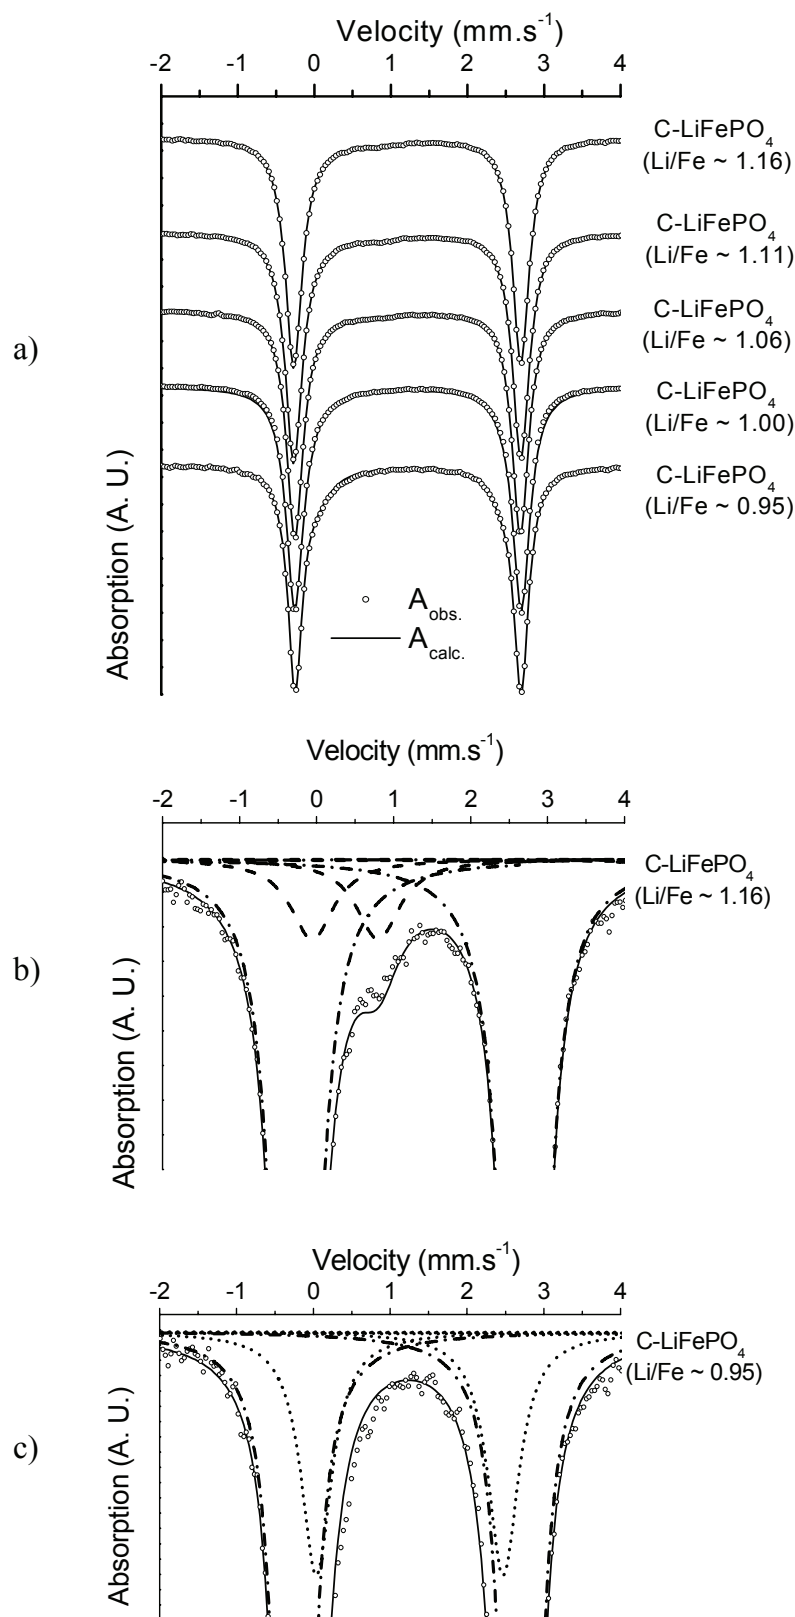 Velocity (mm.s⁻¹)
-2 -1 0 1 2 3 4
C-LiFePO₄
(Li/Fe ~ 1.16)
C-LiFePO₄
(Li/Fe ~ 1.11)
C-LiFePO₄
(Li/Fe ~ 1.06)
a)
C-LiFePO₄
(Li/Fe ~ 1.00)
C-LiFePO₄
(Li/Fe ~ 0.95)
Absorption (A. U.)
A obs.
A calc.
Velocity (mm.s⁻¹)
-2 -1 0 1 2 3 4
C-LiFePO₄
(Li/Fe ~ 1.16)
b)
Absorption (A. U.)
Velocity (mm.s⁻¹)
-2 -1 0 1 2 3 4
C-LiFePO₄
(Li/Fe ~ 0.95)
c)
Absorption (A. U.)